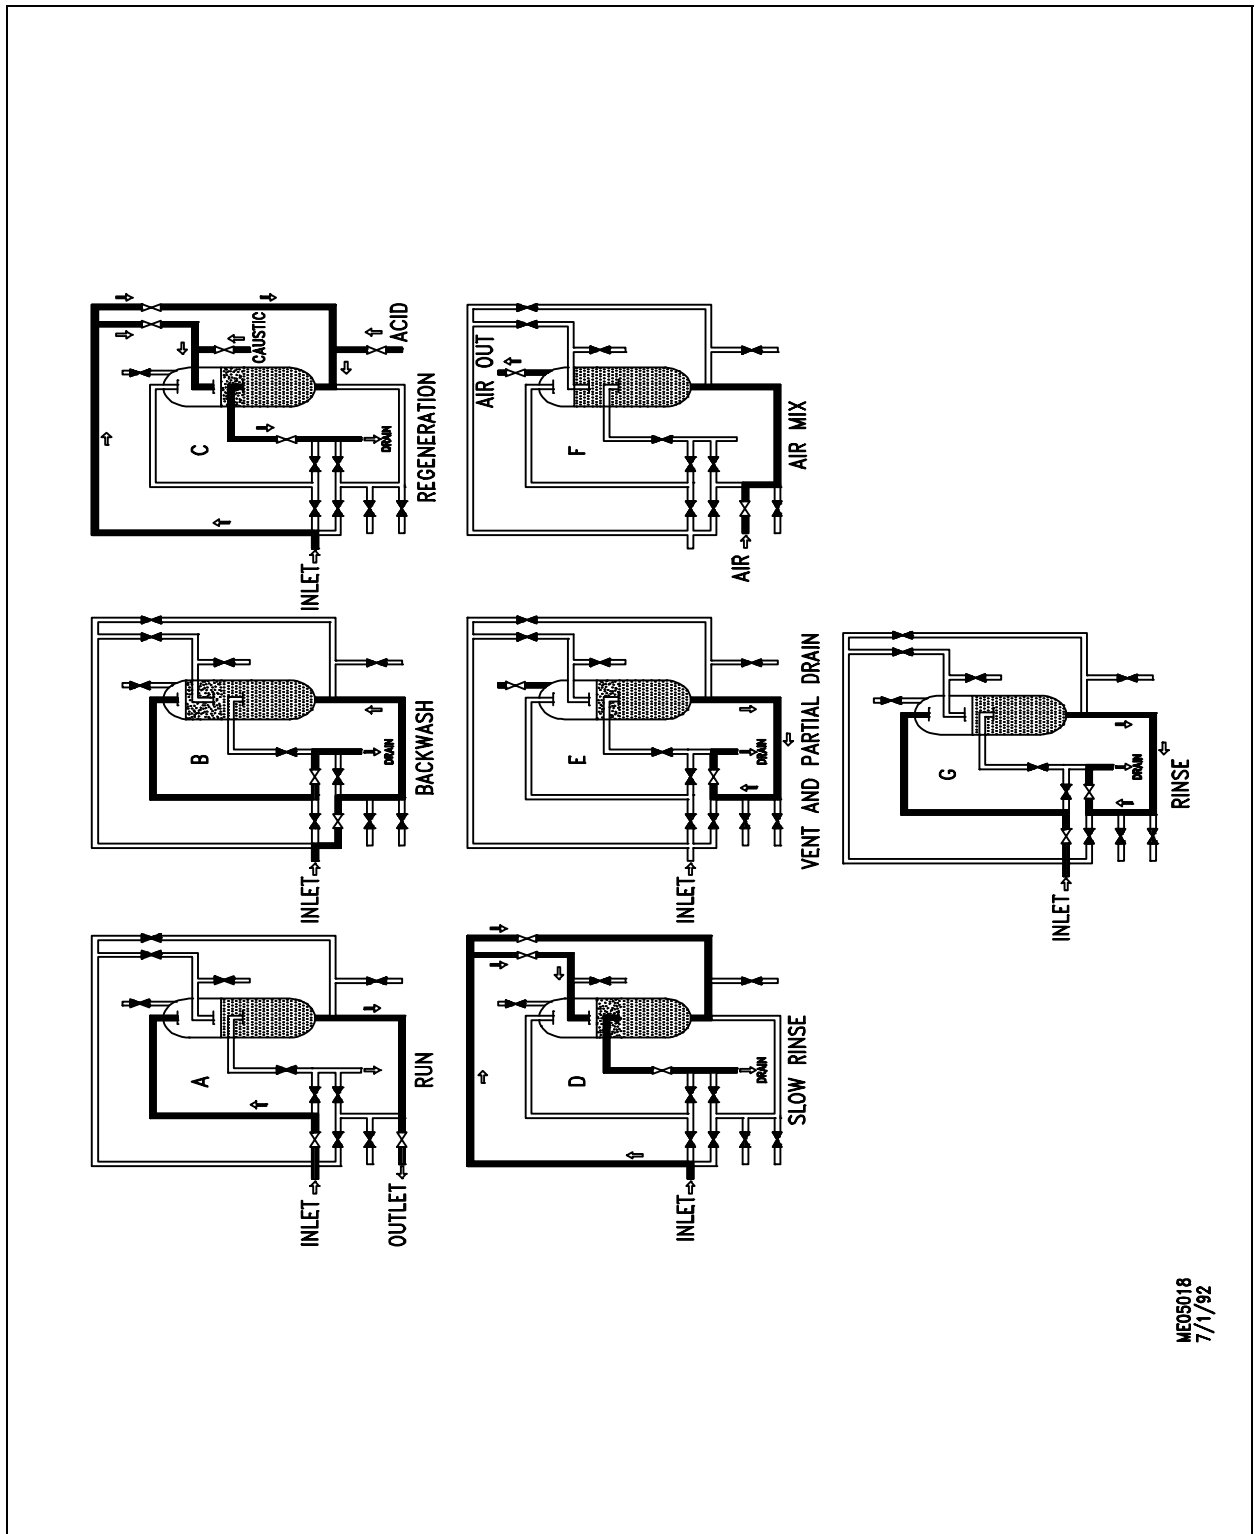 A
INLET
OUTLET
RUN
B
INLET
DRAIN
BACKWASH
C
CAUSTIC
INLET
DRAIN
ACID
REGENERATION
D
INLET
DRAIN
SLOW RINSE
E
INLET
DRAIN
VENT AND PARTIAL DRAIN
AIR OUT
F
AIR
AIR MIX
G
INLET
DRAIN
RINSE
ME05018
7/1/92